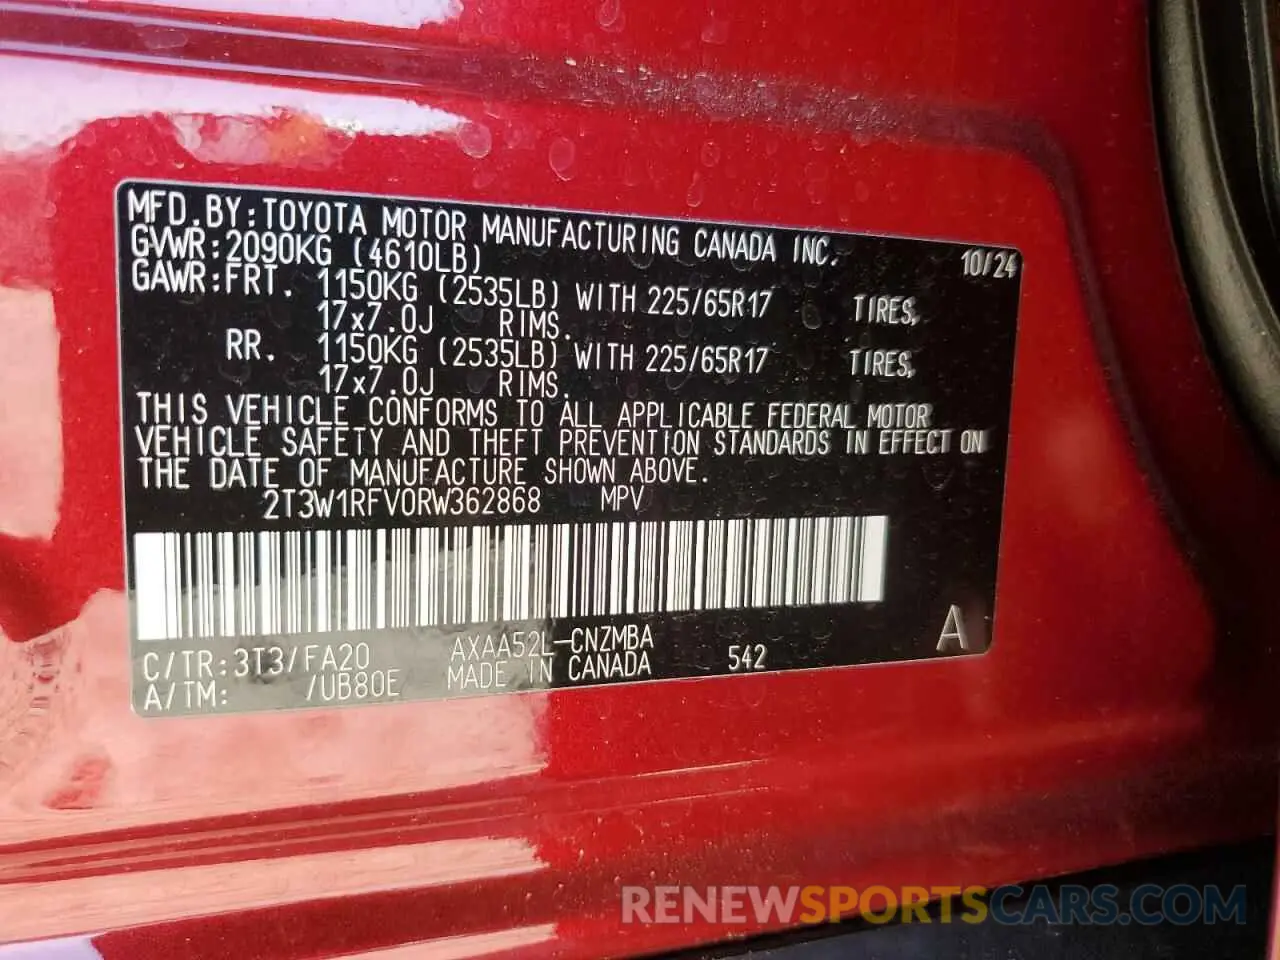 MFD.BY:TOYOTA MOTOR MANUFACTURING CANADA INC.
GVWR:2090KG (4610LB) 10/24
GAWR:FRT. 1150KG (2535LB) WITH 225/65R17 TIRES,
17x7.0J RIMS.
RR. 1150KG (2535LB) WITH 225/65R17 TIRES,
17x7.0J RIMS.
THIS VEHICLE CONFORMS TO ALL APPLICABLE FEDERAL MOTOR
VEHICLE SAFETY AND THEFT PREVENTION STANDARDS IN EFFECT ON
THE DATE OF MANUFACTURE SHOWN ABOVE.
2T3W1RFV0RW362868 MPV
C/TR:3T3/FA20 AXAA52L-CNZMBA A
A/TM: /UB80E MADE IN CANADA 542
RENEWSPORTSCARS.COM